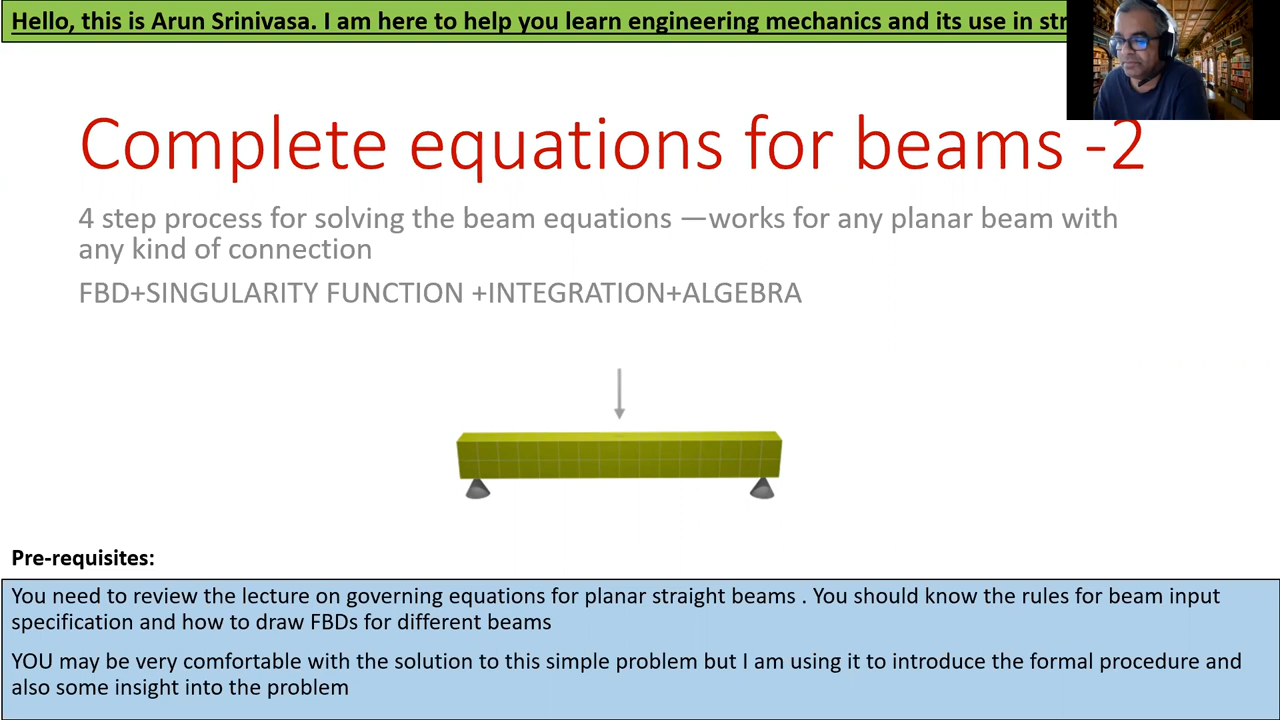 Hello, this is Arun Srinivasa. I am here to help you learn engineering mechanics and its use in
Complete equations for beams -2
4 step process for solving the beam equations —works for any planar beam with
any kind of connection
FBD+SINGULARITY FUNCTION +INTEGRATION+ALGEBRA
Pre-requisites:
You need to review the lecture on governing equations for planar straight beams . You should know the rules for beam input
specification and how to draw FBDs for different beams
YOU may be very comfortable with the solution to this simple problem but I am using it to introduce the formal procedure and
also some insight into the problem